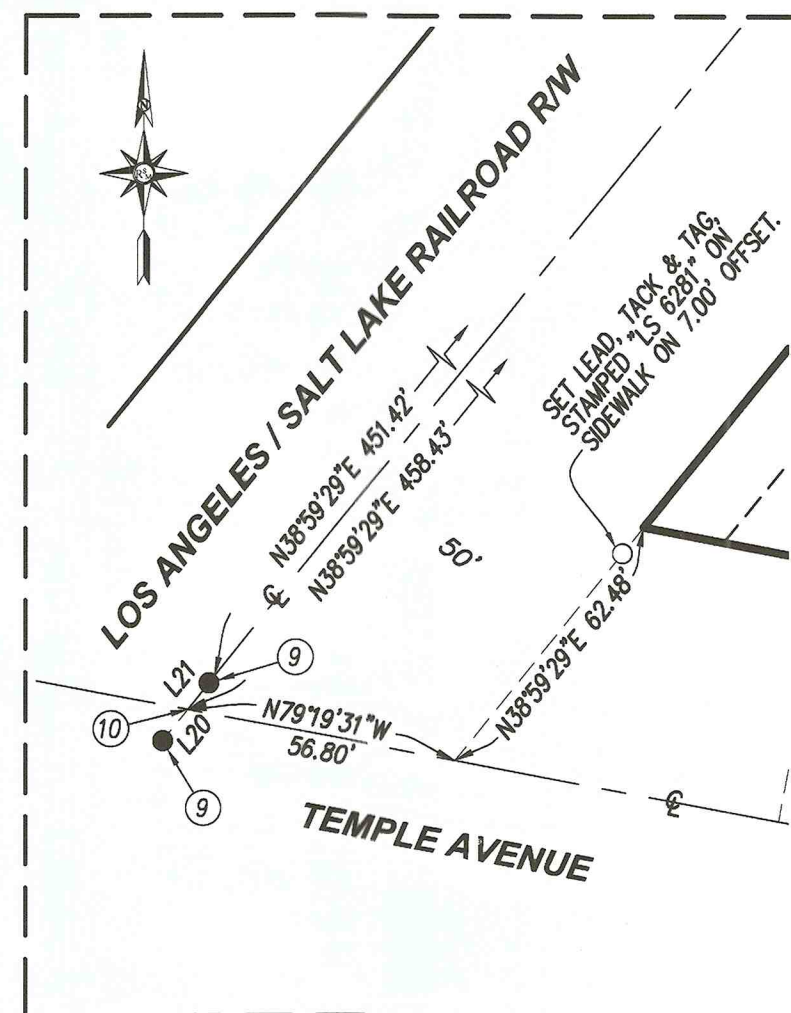 LOS ANGELES / SALT LAKE RAILROAD R/W
SET LEAD, TACK & TAG,
STAMPED "LS 6281" ON
SIDEWALK ON 7.00' OFFSET.
N38°59'29"E 451.42'
N38°59'29"E 458.43'
50'
℄
N38°59'29"E 62.48'
L21
9
10
L20
N79°19'31"W
56.80'
9
℄
TEMPLE AVENUE